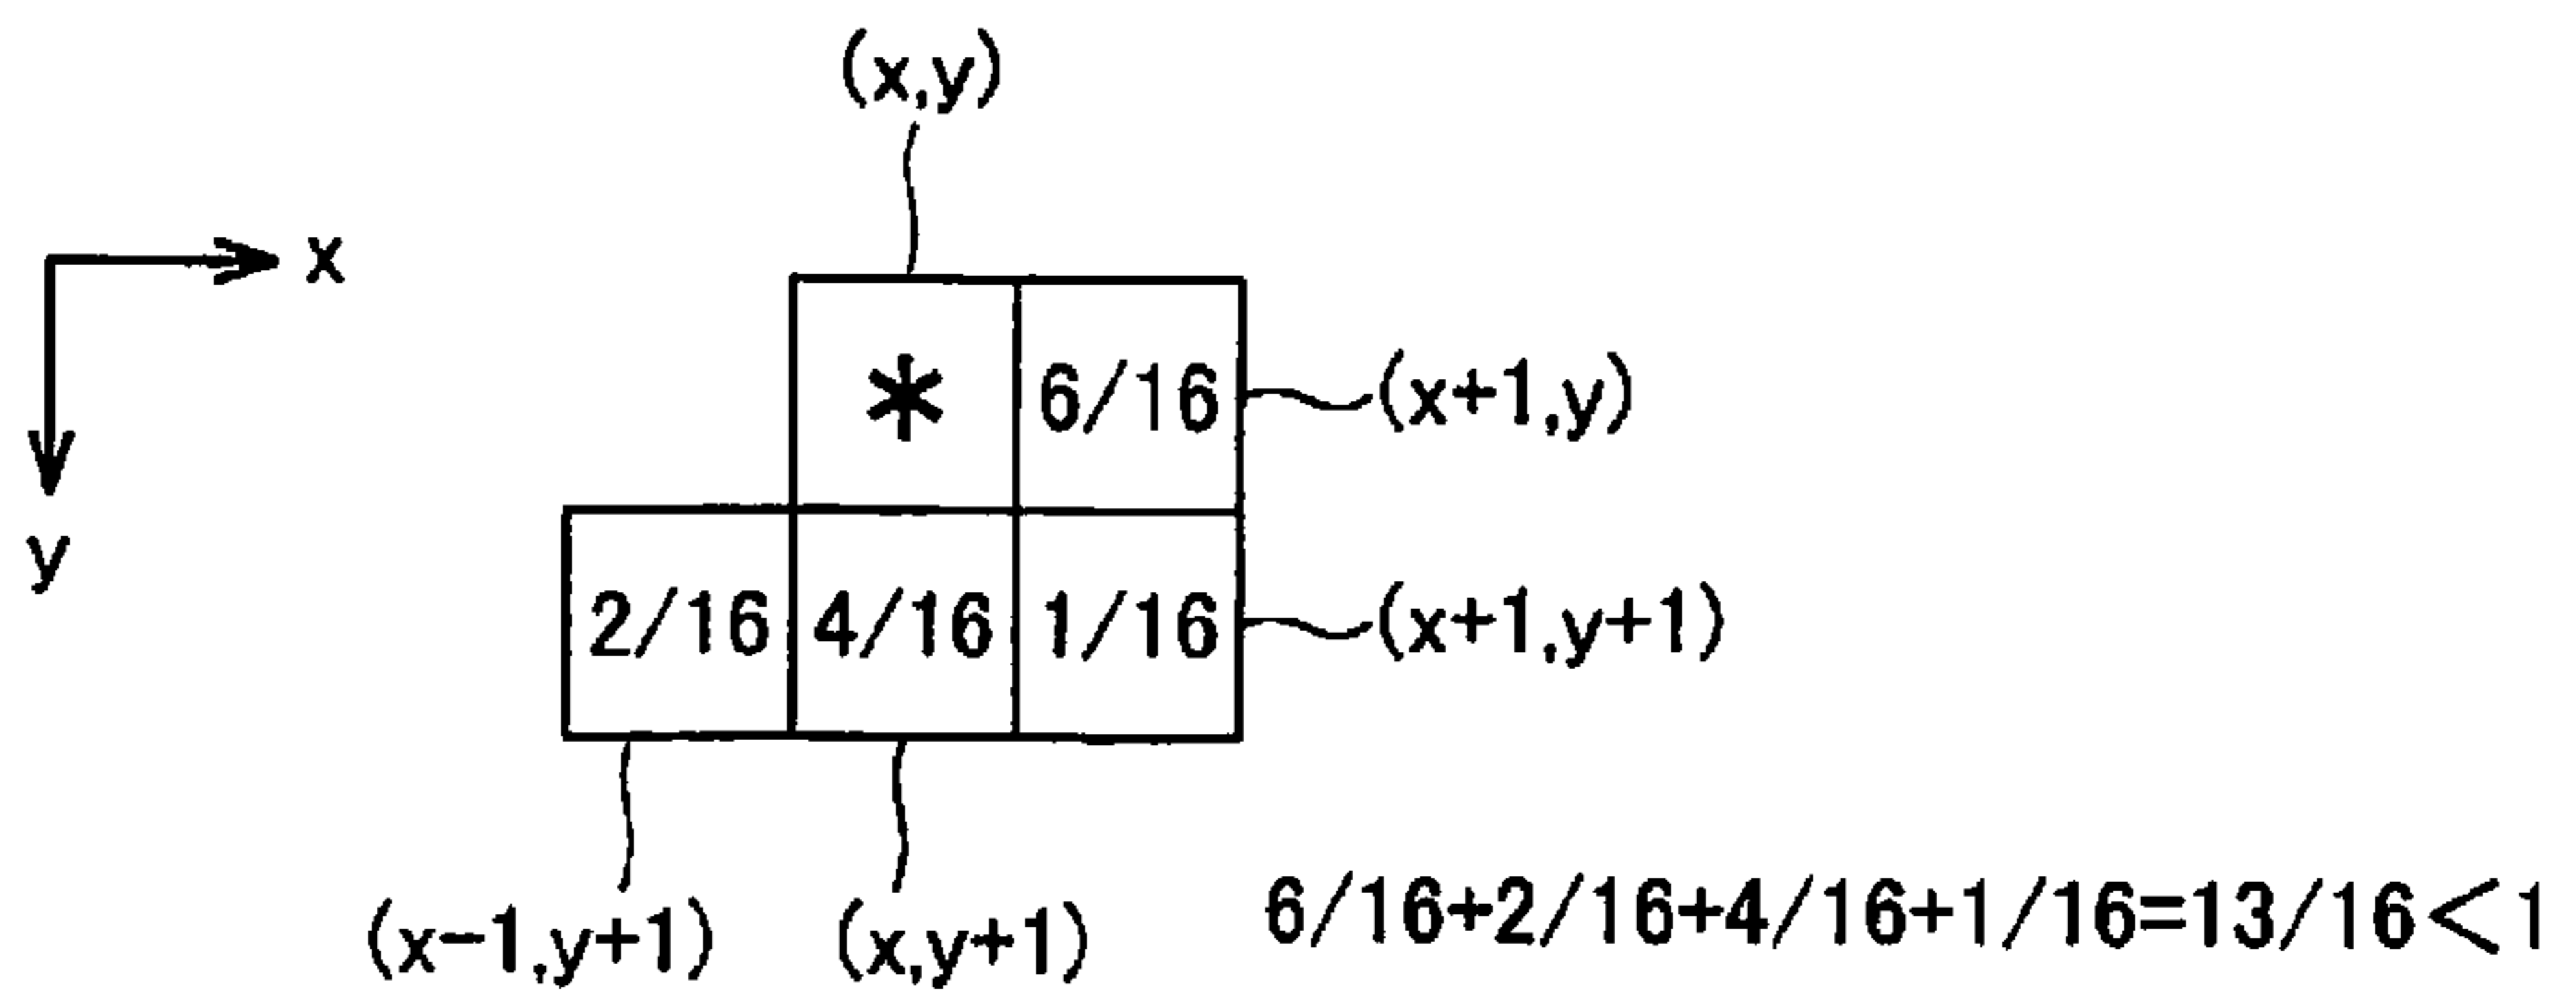 (x,y)
x
y
* 6/16
(x+1,y)
2/16 4/16 1/16
(x+1,y+1)
(x-1,y+1) (x,y+1)
6/16+2/16+4/16+1/16=13/16<1